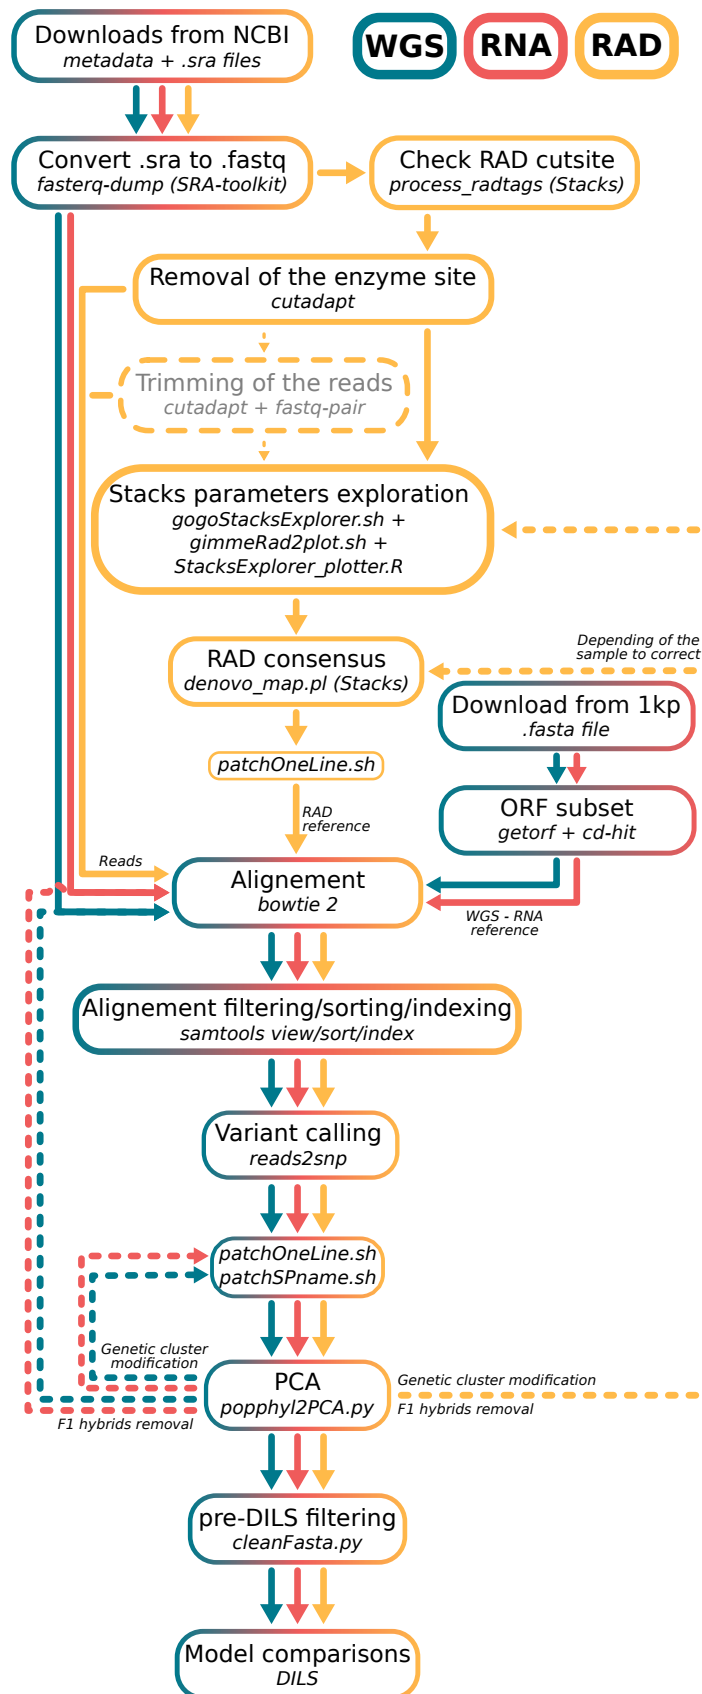 Downloads from NCBI
metadata + .sra files
WGS
RNA
RAD
Convert .sra to .fastq
fasterq-dump (SRA-toolkit)
Check RAD cutsite
process_radtags (Stacks)
Removal of the enzyme site
cutadapt
Trimming of the reads
cutadapt + fastq-pair
Stacks parameters exploration
gogoStacksExplorer.sh +
gimmeRad2plot.sh +
StacksExplorer_plotter.R
Depending of the
sample to correct
RAD consensus
denovo_map.pl (Stacks)
Download from 1kp
.fasta file
patchOneLine.sh
ORF subset
getorf + cd-hit
RAD
reference
Reads
Alignement
bowtie 2
WGS - RNA
reference
Alignement filtering/sorting/indexing
samtools view/sort/index
Variant calling
reads2snp
patchOneLine.sh
patchSPname.sh
Genetic cluster
modification
PCA
popphyl2PCA.py
Genetic cluster modification
F1 hybrids removal
F1 hybrids removal
pre-DILS filtering
cleanFasta.py
Model comparisons
DILS